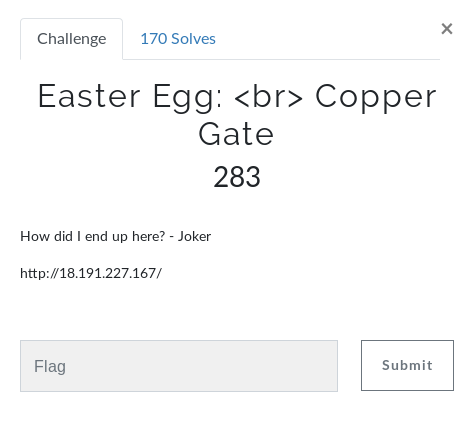 Challenge
170 Solves
×
Easter Egg: <br> Copper
Gate
283
How did I end up here? - Joker
http://18.191.227.167/
Flag
Submit